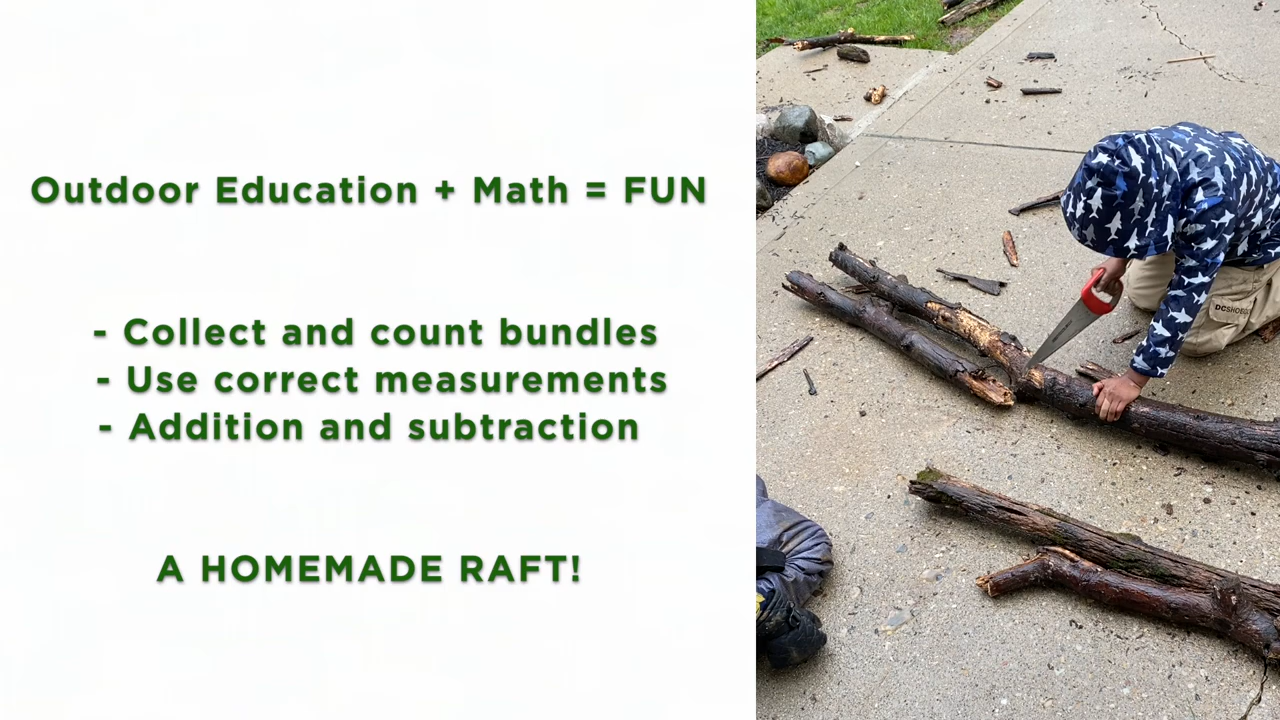 Outdoor Education + Math = FUN
- Collect and count bundles
- Use correct measurements
- Addition and subtraction
A HOMEMADE RAFT!